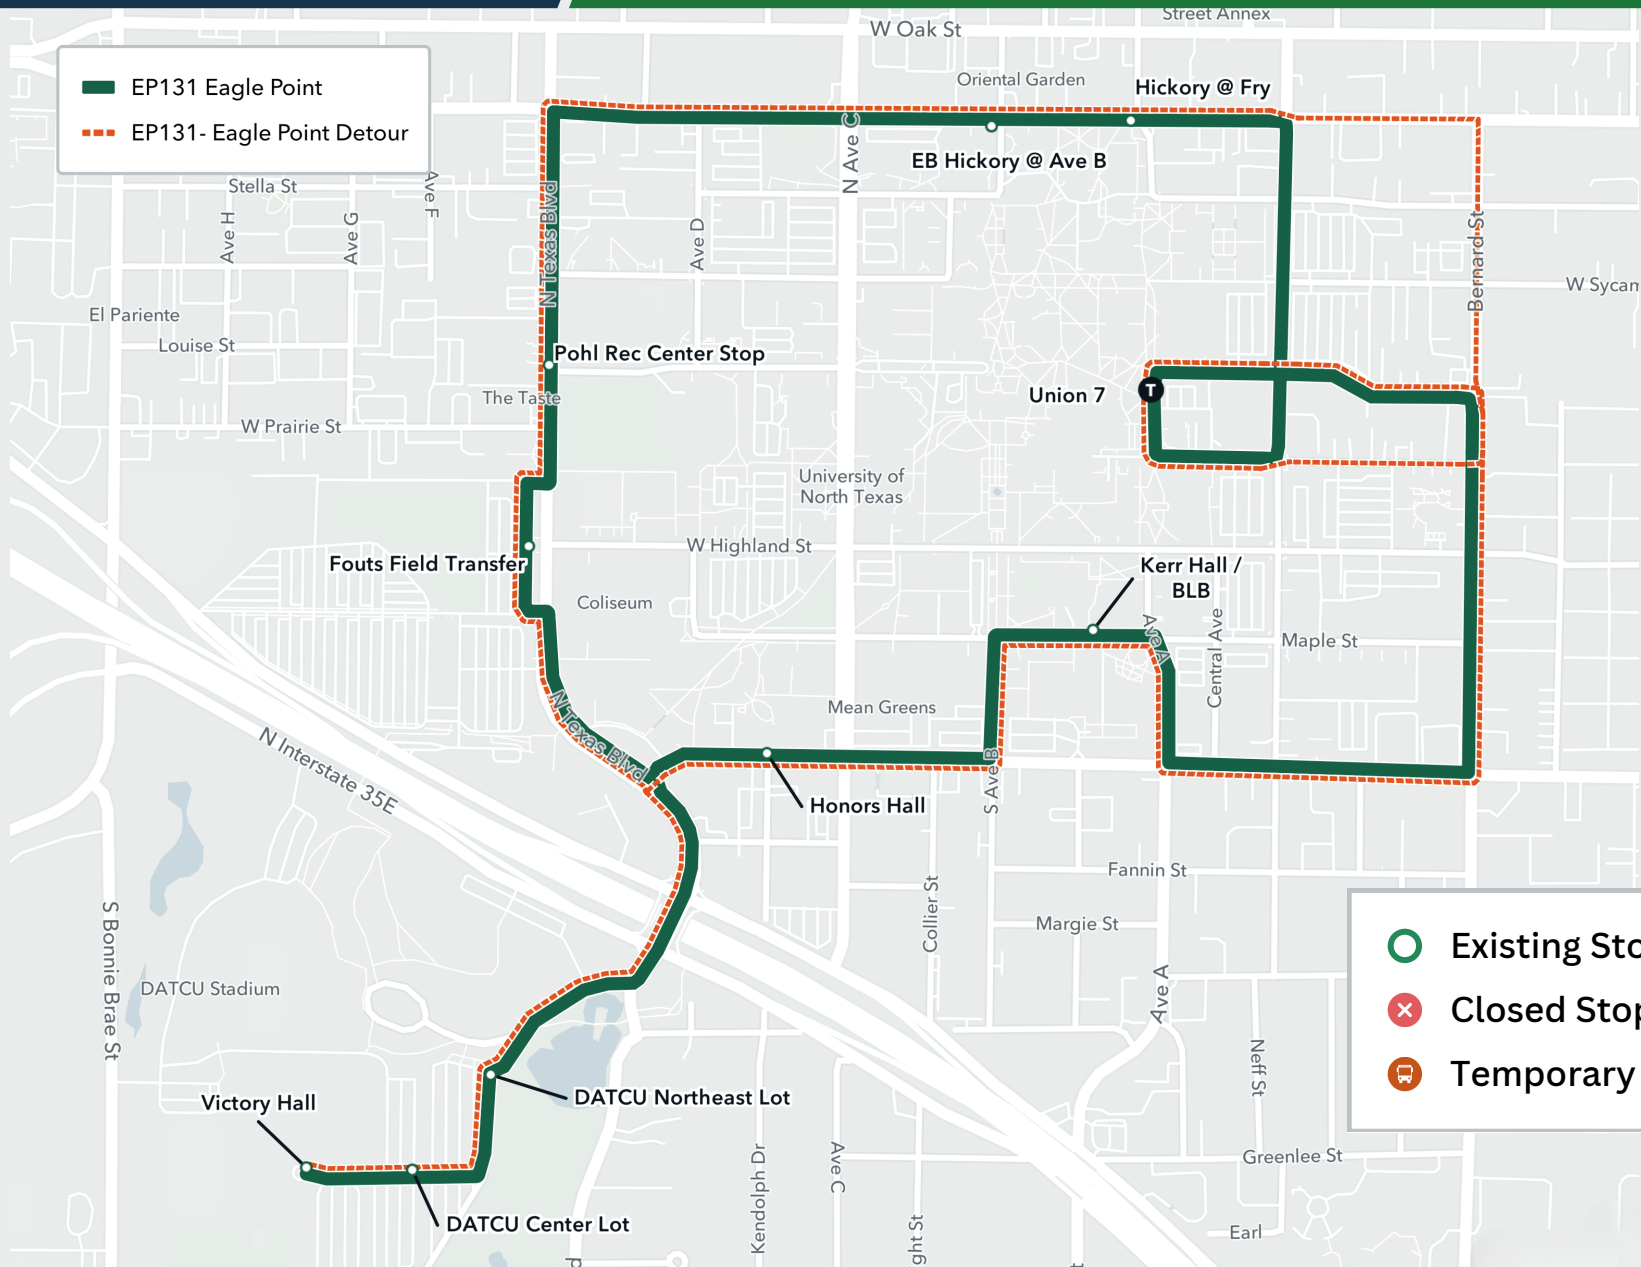 Street Annex
W Oak St
EP131 Eagle Point
EP131- Eagle Point Detour
Oriental Garden
Hickory @ Fry
N Ave C
EB Hickory @ Ave B
Stella St
Ave F
Ave H
Ave G
Ave D
N Texas Blvd
Bernard St
W Sycam
El Pariente
Louise St
Pohl Rec Center Stop
The Taste
Union 7
T
W Prairie St
University of
North Texas
W Highland St
Fouts Field Transfer
Kerr Hall /
BLB
Coliseum
Ave A
Central Ave
Maple St
Mean Greens
N Texas Blvd
N Interstate 35E
S Ave B
Honors Hall
Fannin St
Collier St
Margie St
S Bonnie Brae St
DATCU Stadium
Ave A
Existing Sto
Closed Stop
Temporary
Neff St
Victory Hall
DATCU Northeast Lot
Kendolph Dr
Ave C
Greenlee St
DATCU Center Lot
ght St
Earl